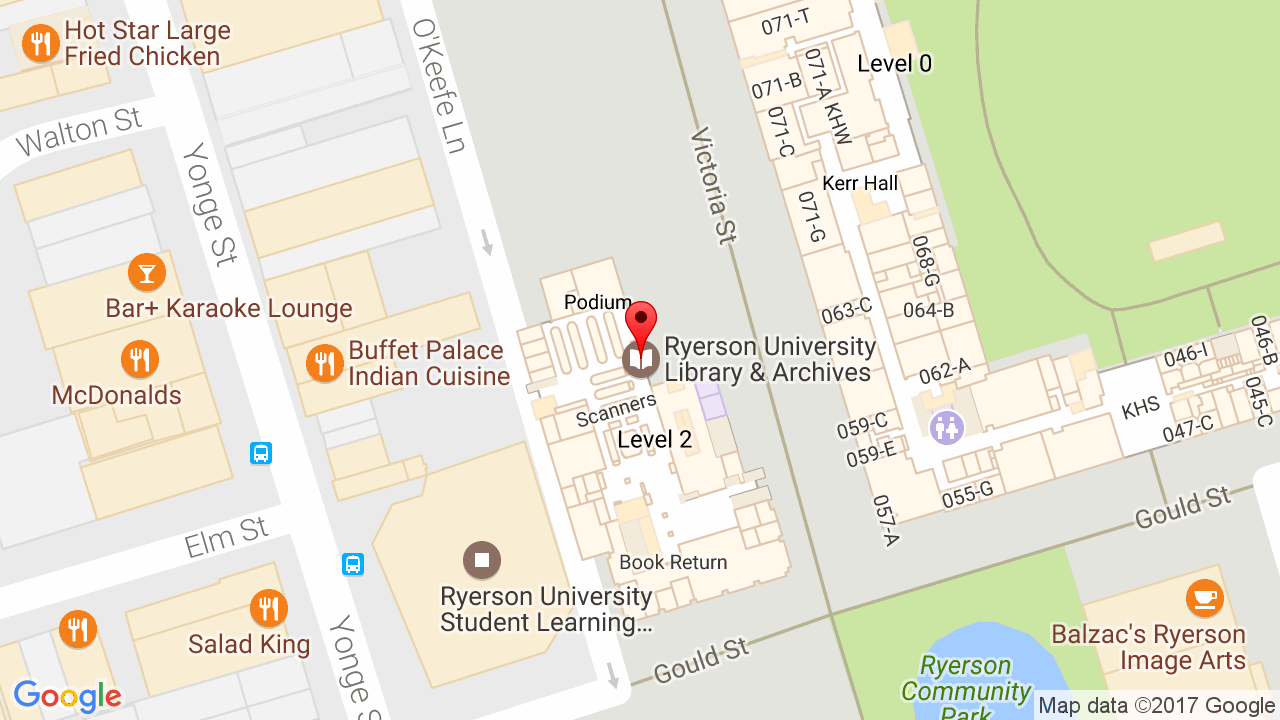 Hot Star Large
Fried Chicken
O'Keefe Ln
071-T
Level 0
071-B
071-A
KHW
071-C
Walton St
Yonge St
Victoria St
Kerr Hall
071-G
068-G
Bar+ Karaoke Lounge
Podium
063-C
064-B
Buffet Palace
Indian Cuisine
Ryerson University
Library & Archives
046-I
046-B
062-A
McDonalds
Scanners
KHS
045-C
059-C
047-C
Level 2
059-E
055-G
057-A
Gould St
Elm St
Book Return
Ryerson University
Student Learning...
Salad King
Yonge S
Gould St
Balzac's Ryerson
Image Arts
Ryerson
Community
Park
Google
Map data ©2017 Google